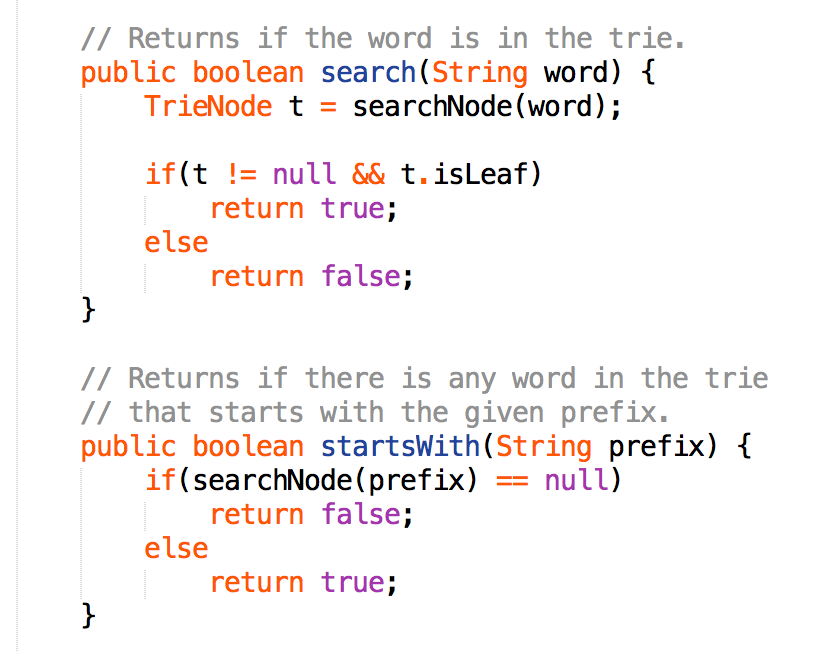 // Returns if the word is in the trie.
public boolean search(String word) {
    TrieNode t = searchNode(word);

    if(t != null && t.isLeaf)
        return true;
    else
        return false;
}

// Returns if there is any word in the trie
// that starts with the given prefix.
public boolean startsWith(String prefix) {
    if(searchNode(prefix) == null)
        return false;
    else
        return true;
}